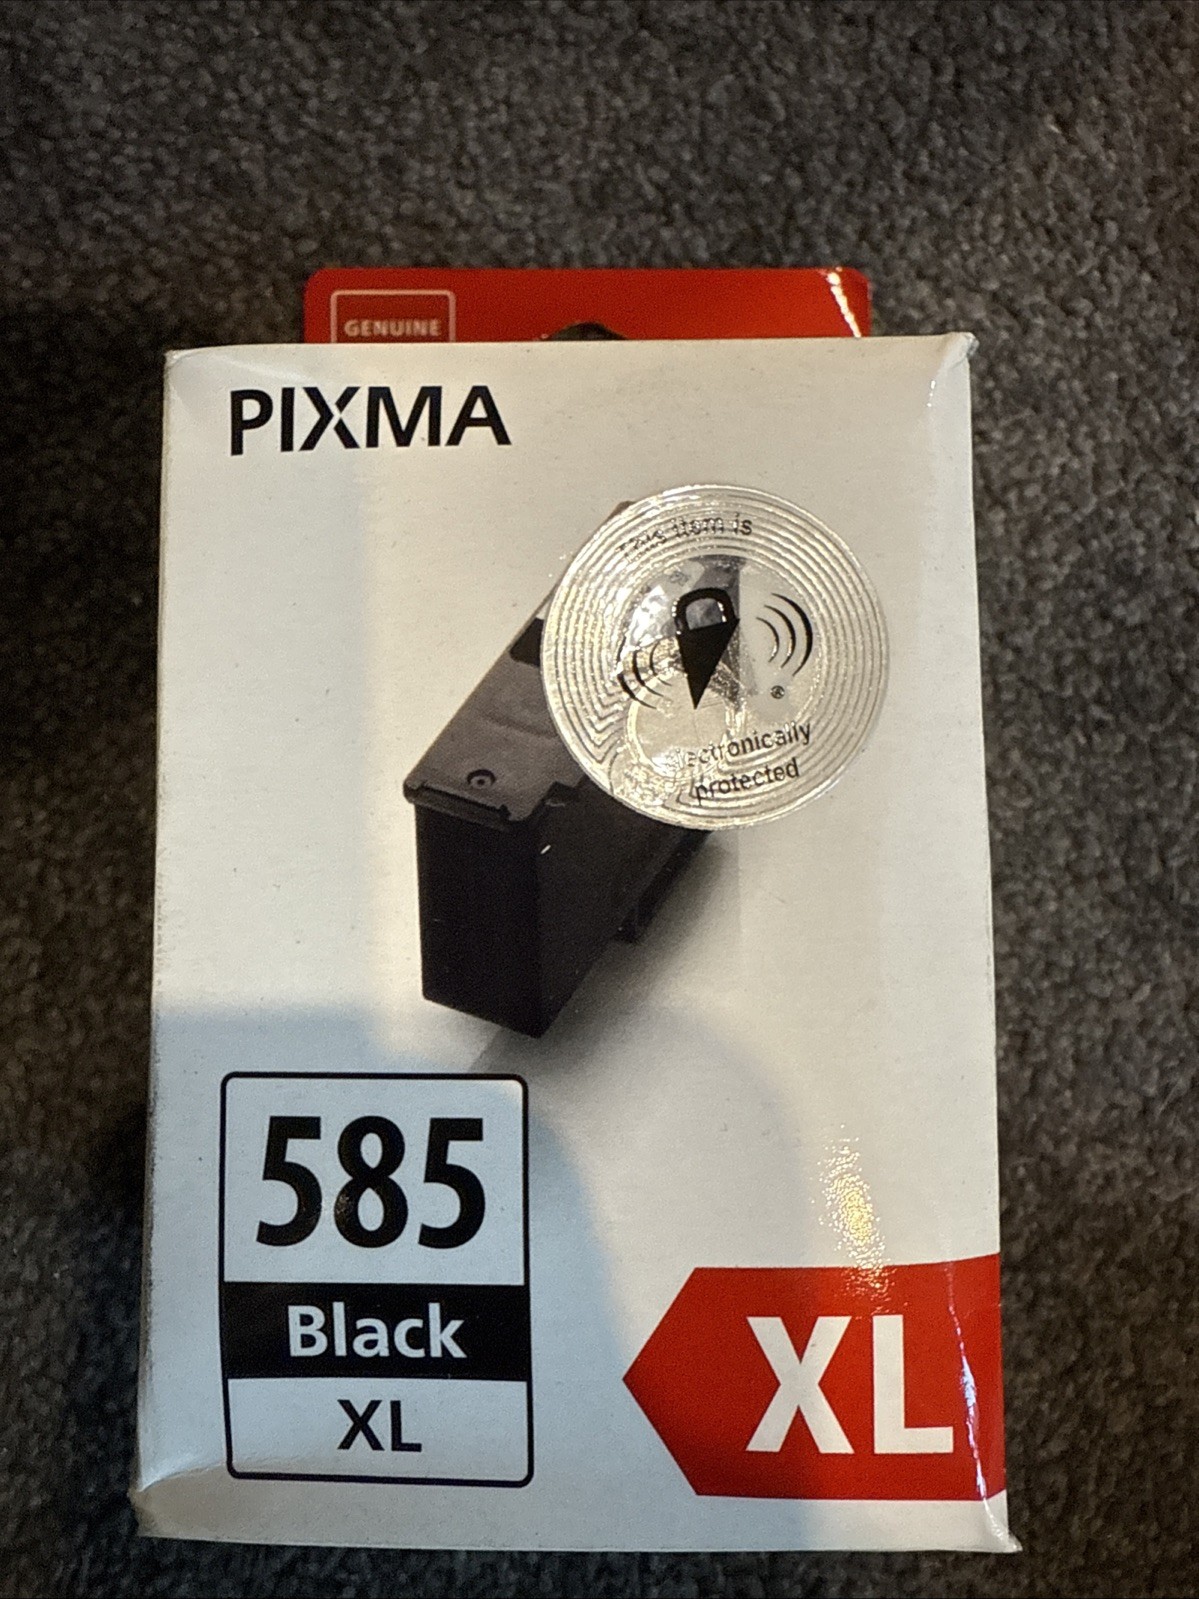 GENUINE
PIXMA
This item is
®
electronically
protected
585
Black
XL
XL